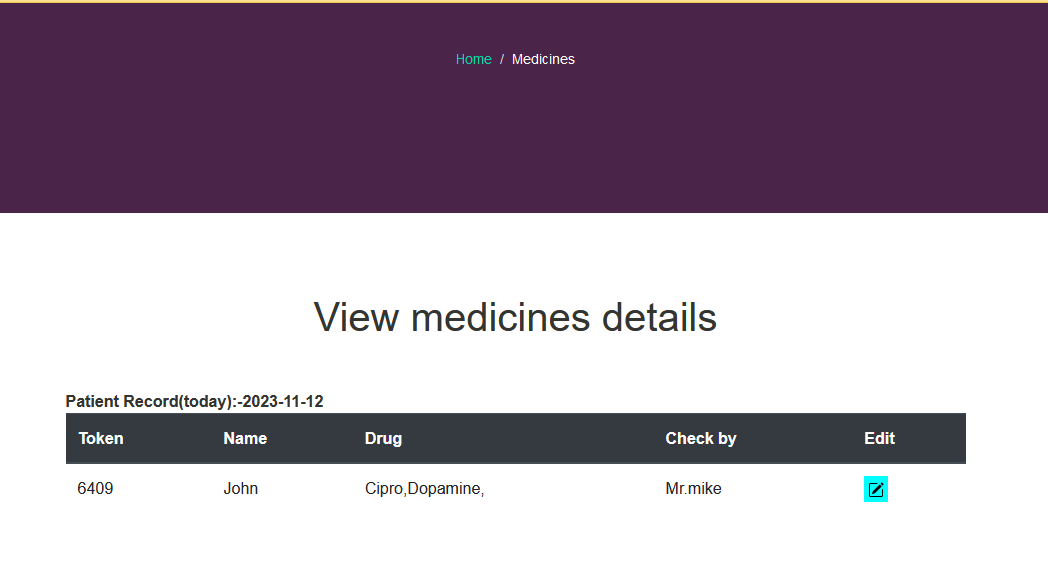 Home / Medicines
View medicines details
Patient Record(today):-2023-11-12
Token Name Drug Check by Edit
6409 John Cipro,Dopamine, Mr.mike